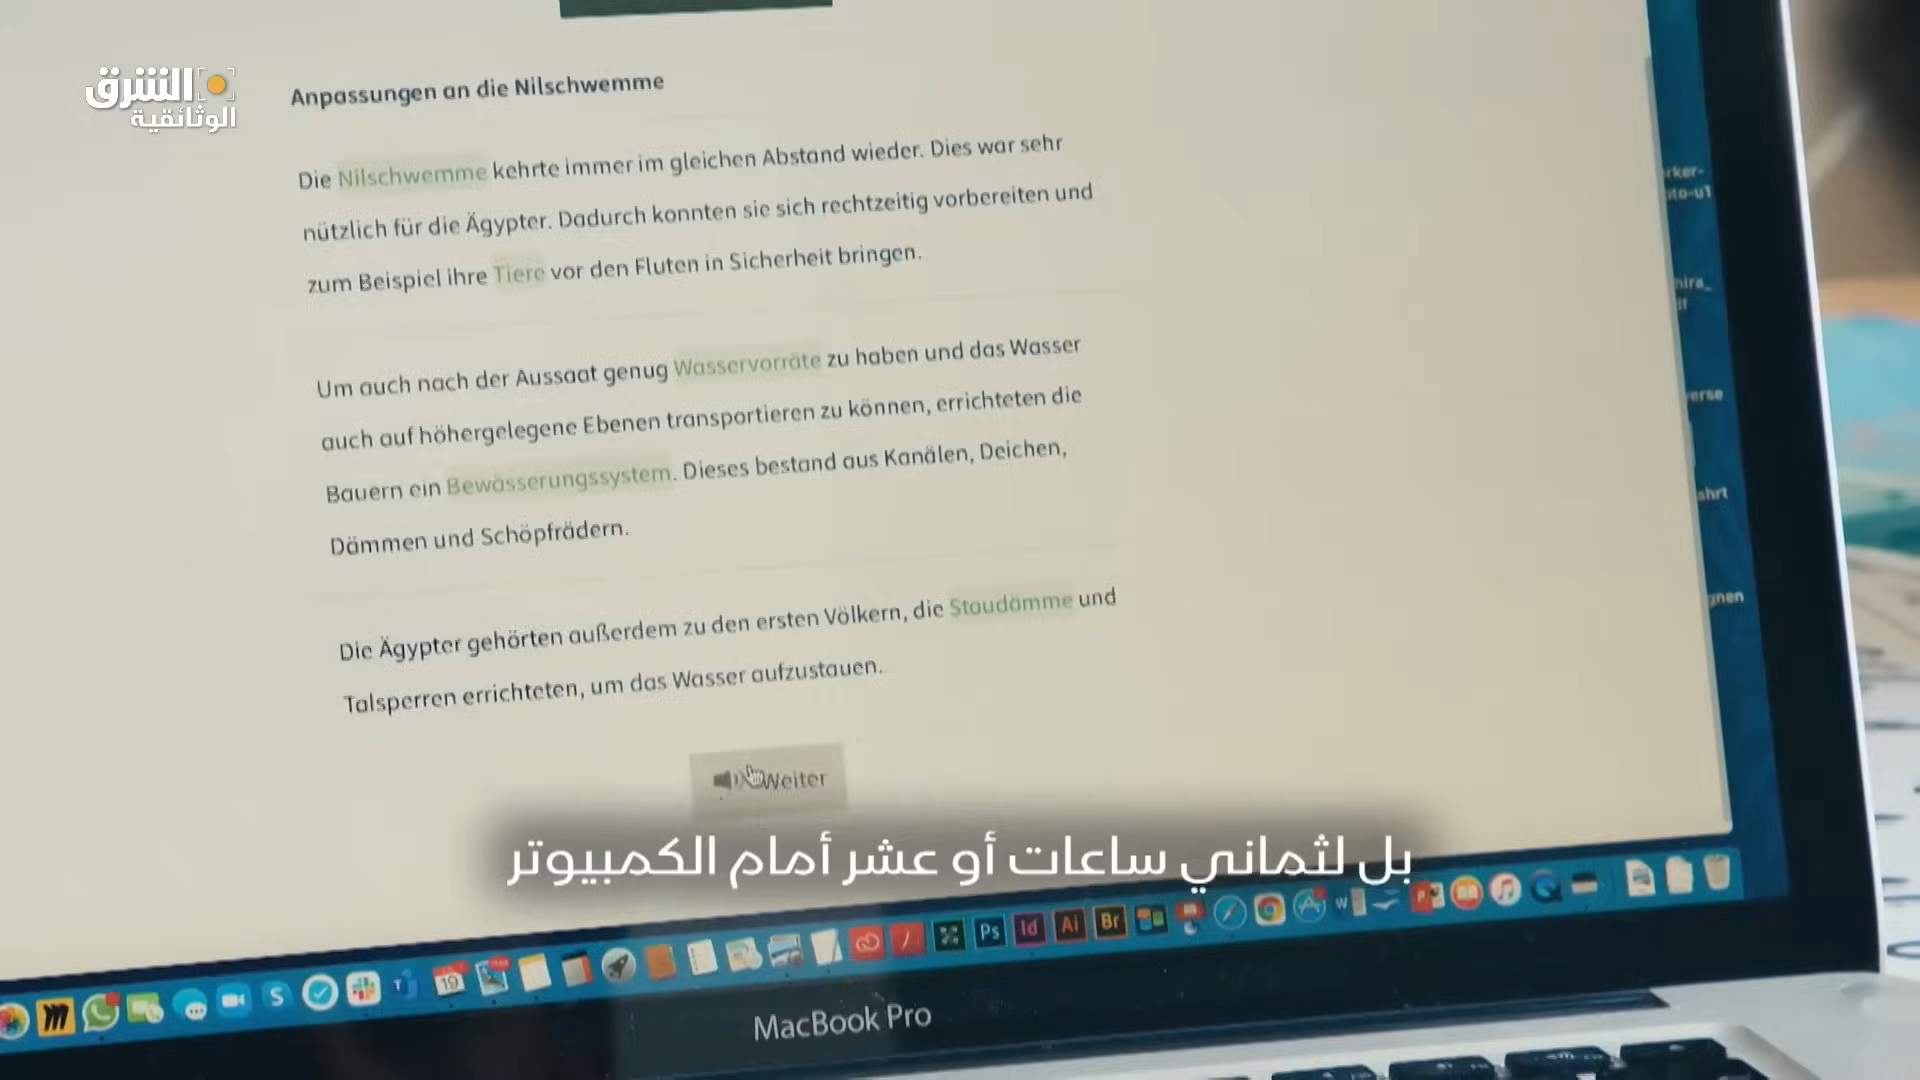 الشرق
الوثائقية
Anpassungen an die Nilschwemme
Die Nilschwemme kehrte immer im gleichen Abstand wieder. Dies war sehr
nützlich für die Ägypter. Dadurch konnten sie sich rechtzeitig vorbereiten und
zum Beispiel ihre Tiere vor den Fluten in Sicherheit bringen.
Um auch nach der Aussaat genug Wasservorräte zu haben und das Wasser
auch auf höhergelegene Ebenen transportieren zu können, errichteten die
Bauern ein Bewässerungssystem. Dieses bestand aus Kanälen, Deichen,
Dämmen und Schöpfrädern.
Die Ägypter gehörten außerdem zu den ersten Völkern, die Staudämme und
Talsperren errichteten, um das Wasser aufzustauen.
Weiter
بل لثماني ساعات أو عشر أمام الكمبيوتر
S
19
Ps
Id
Ai
Br
W
P
MacBook Pro